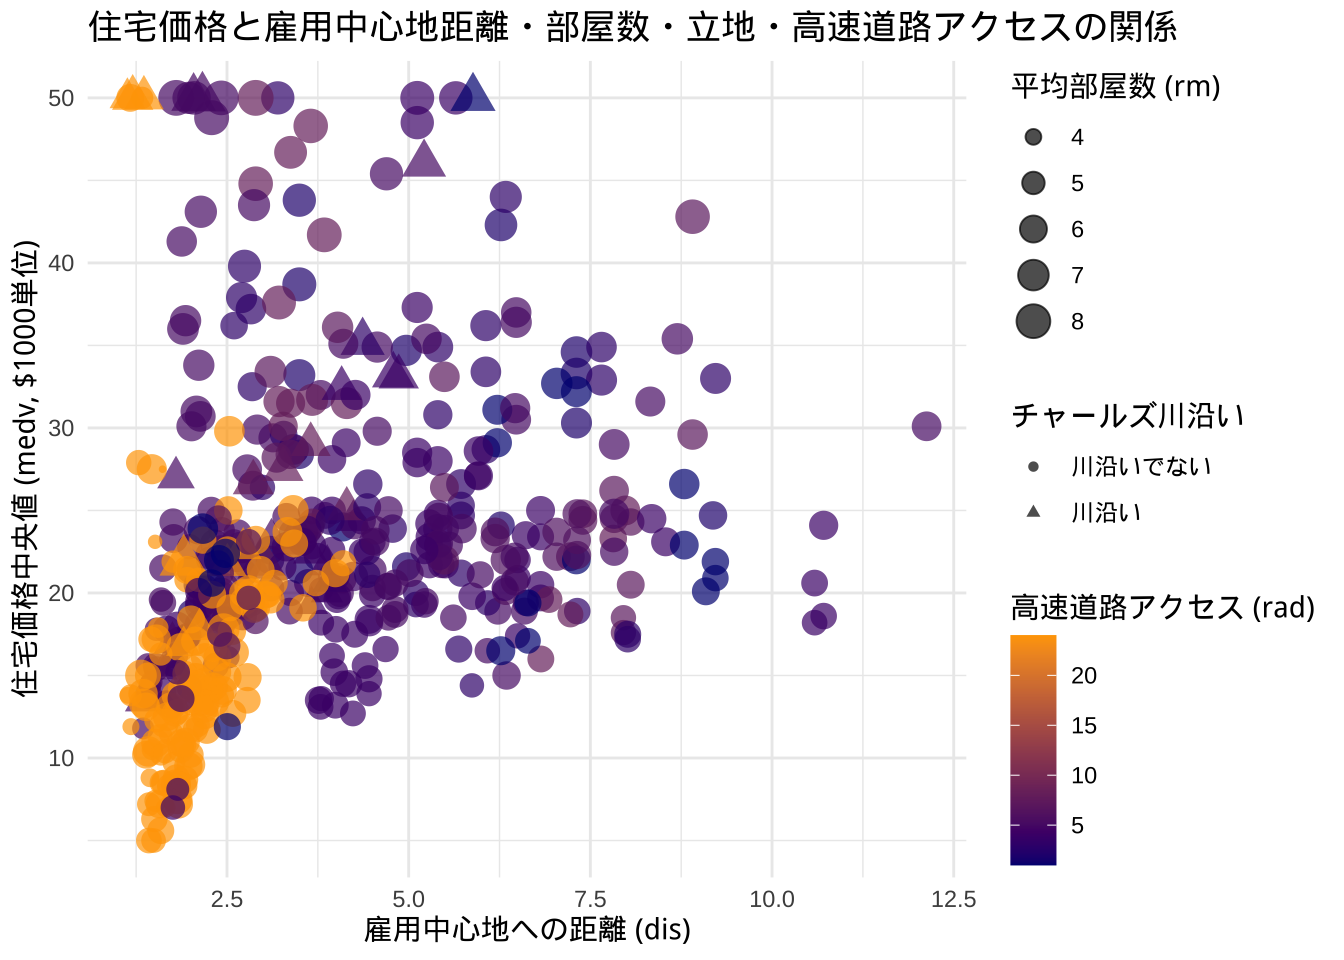 住宅価格と雇用中心地距離・部屋数・立地・高速道路アクセスの関係
住宅価格中央値 (medv, $1000単位)
50
40
30
20
10
2.5
5.0
7.5
10.0
12.5
雇用中心地への距離 (dis)
平均部屋数 (rm)
4
5
6
7
8
チャールズ川沿い
川沿いでない
川沿い
高速道路アクセス (rad)
20
15
10
5